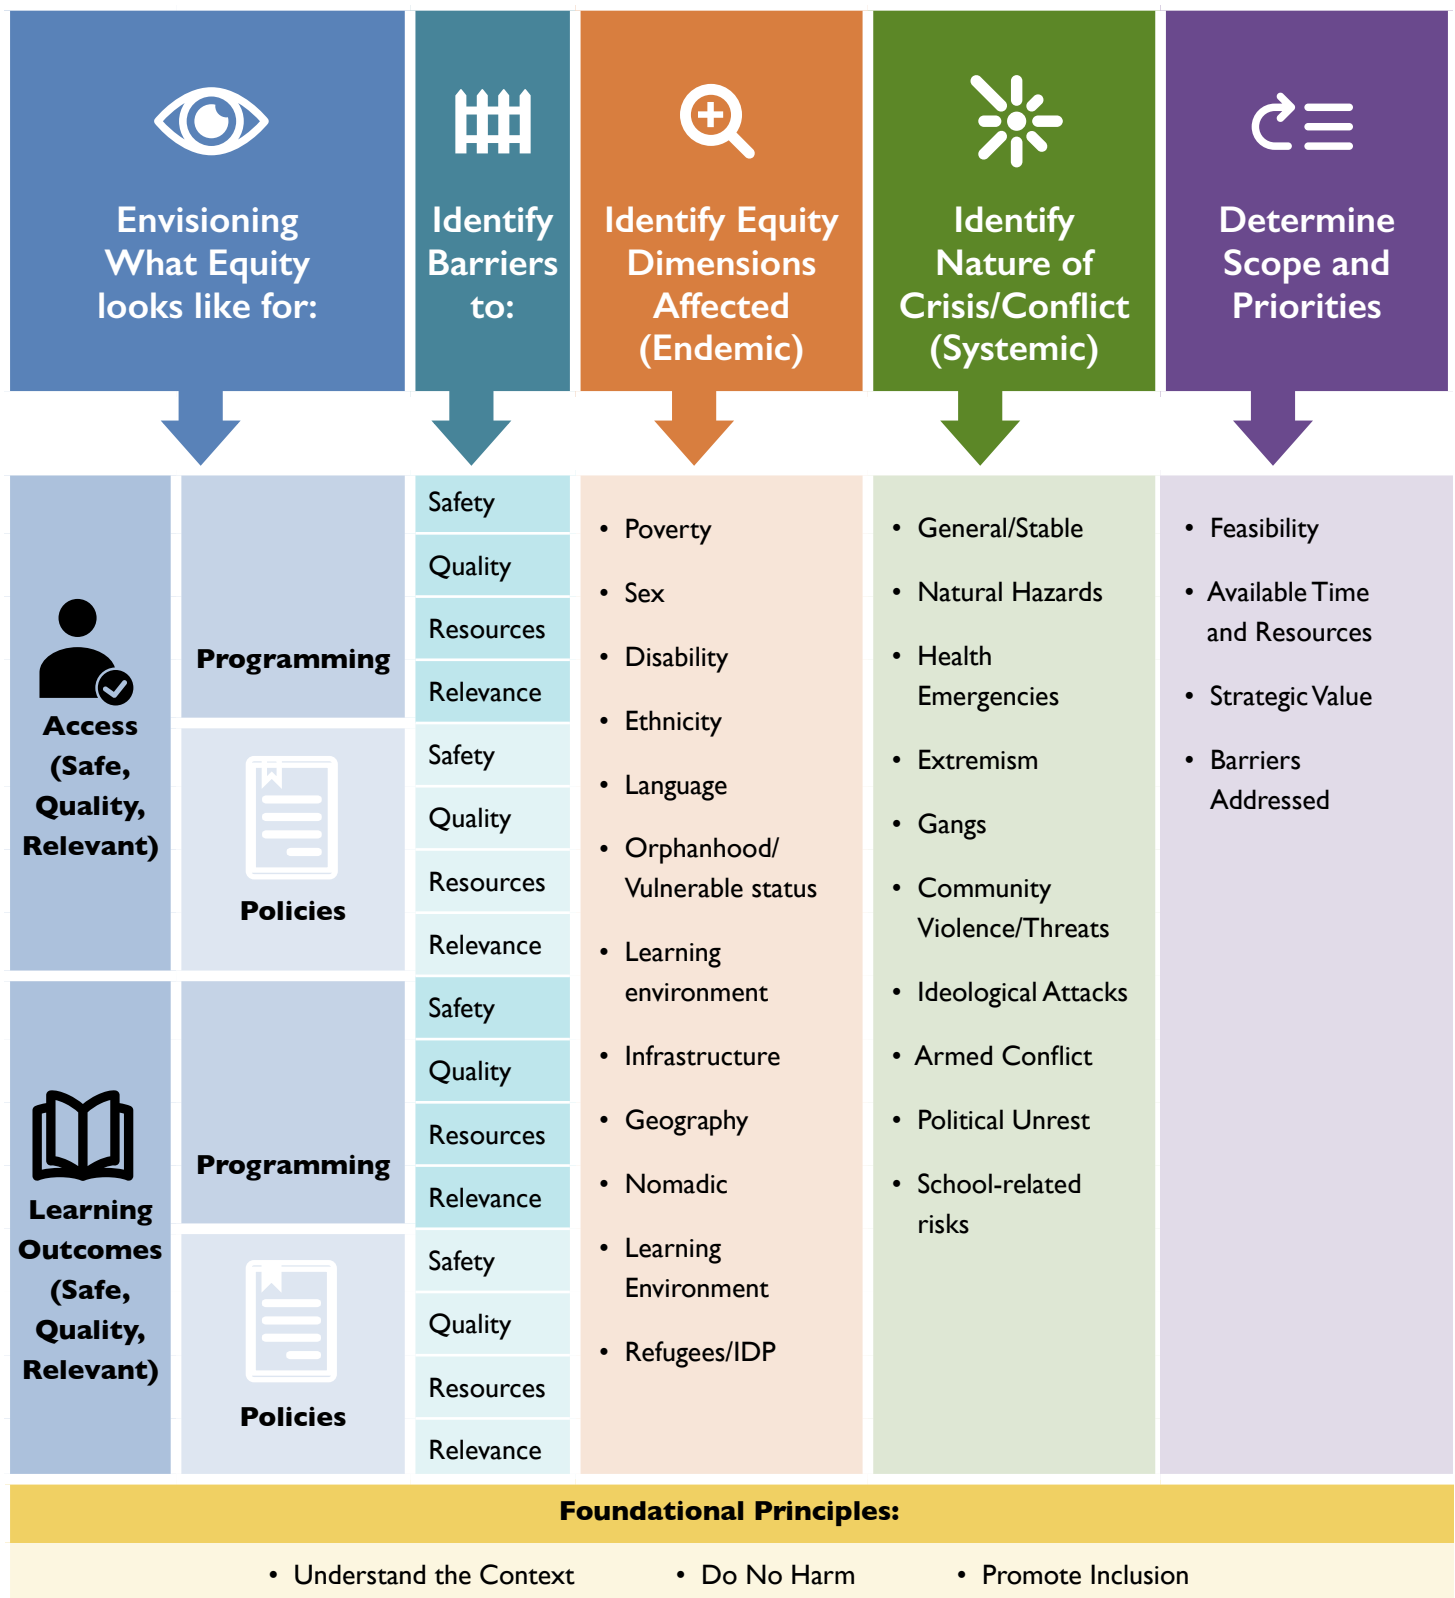 Envisioning
What Equity
looks like for:
Identify
Barriers
to:
Identify Equity
Dimensions
Affected
(Endemic)
Identify
Nature of
Crisis/Conflict
(Systemic)
Determine
Scope and
Priorities
Access
(Safe,
Quality,
Relevant)
Programming
Safety
Quality
Resources
Relevance
Policies
Safety
Quality
Resources
Relevance
Learning
Outcomes
(Safe,
Quality,
Relevant)
Programming
Safety
Quality
Resources
Relevance
Policies
Safety
Quality
Resources
Relevance
• Poverty
• Sex
• Disability
• Ethnicity
• Language
• Orphanhood/
Vulnerable status
• Learning
environment
• Infrastructure
• Geography
• Nomadic
• Learning
Environment
• Refugees/IDP
• General/Stable
• Natural Hazards
• Health
Emergencies
• Extremism
• Gangs
• Community
Violence/Threats
• Ideological Attacks
• Armed Conflict
• Political Unrest
• School-related
risks
• Feasibility
• Available Time
and Resources
• Strategic Value
• Barriers
Addressed
Foundational Principles:
• Understand the Context • Do No Harm • Promote Inclusion